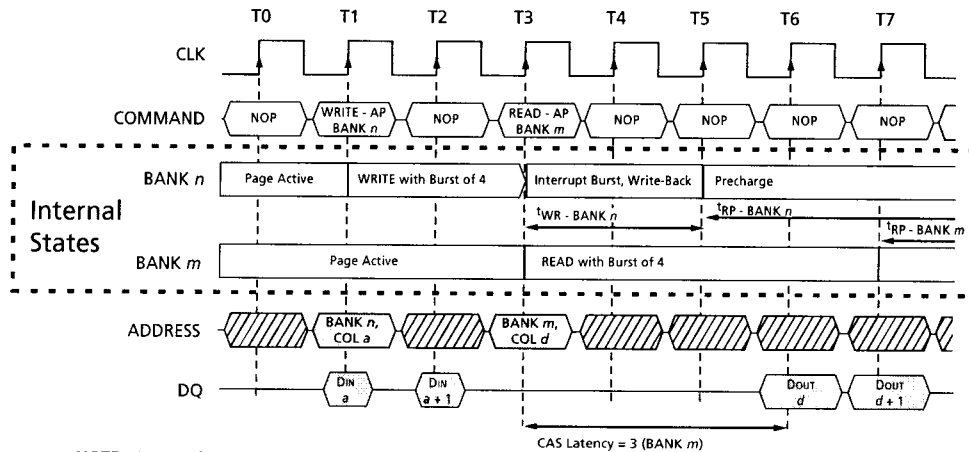 T0 T1 T2 T3 T4 T5 T6 T7
CLK
COMMAND NOP WRITE - AP BANK n NOP READ - AP BANK m NOP NOP NOP NOP
Internal States
BANK n Page Active WRITE with Burst of 4 Interrupt Burst, Write-Back Precharge
tWR - BANK n tRP - BANK n
tRP - BANK m
BANK m Page Active READ with Burst of 4
ADDRESS BANK n, COL a BANK m, COL d
DQ DIN a DIN a + 1 DOUT d DOUT d + 1
CAS Latency = 3 (BANK m)